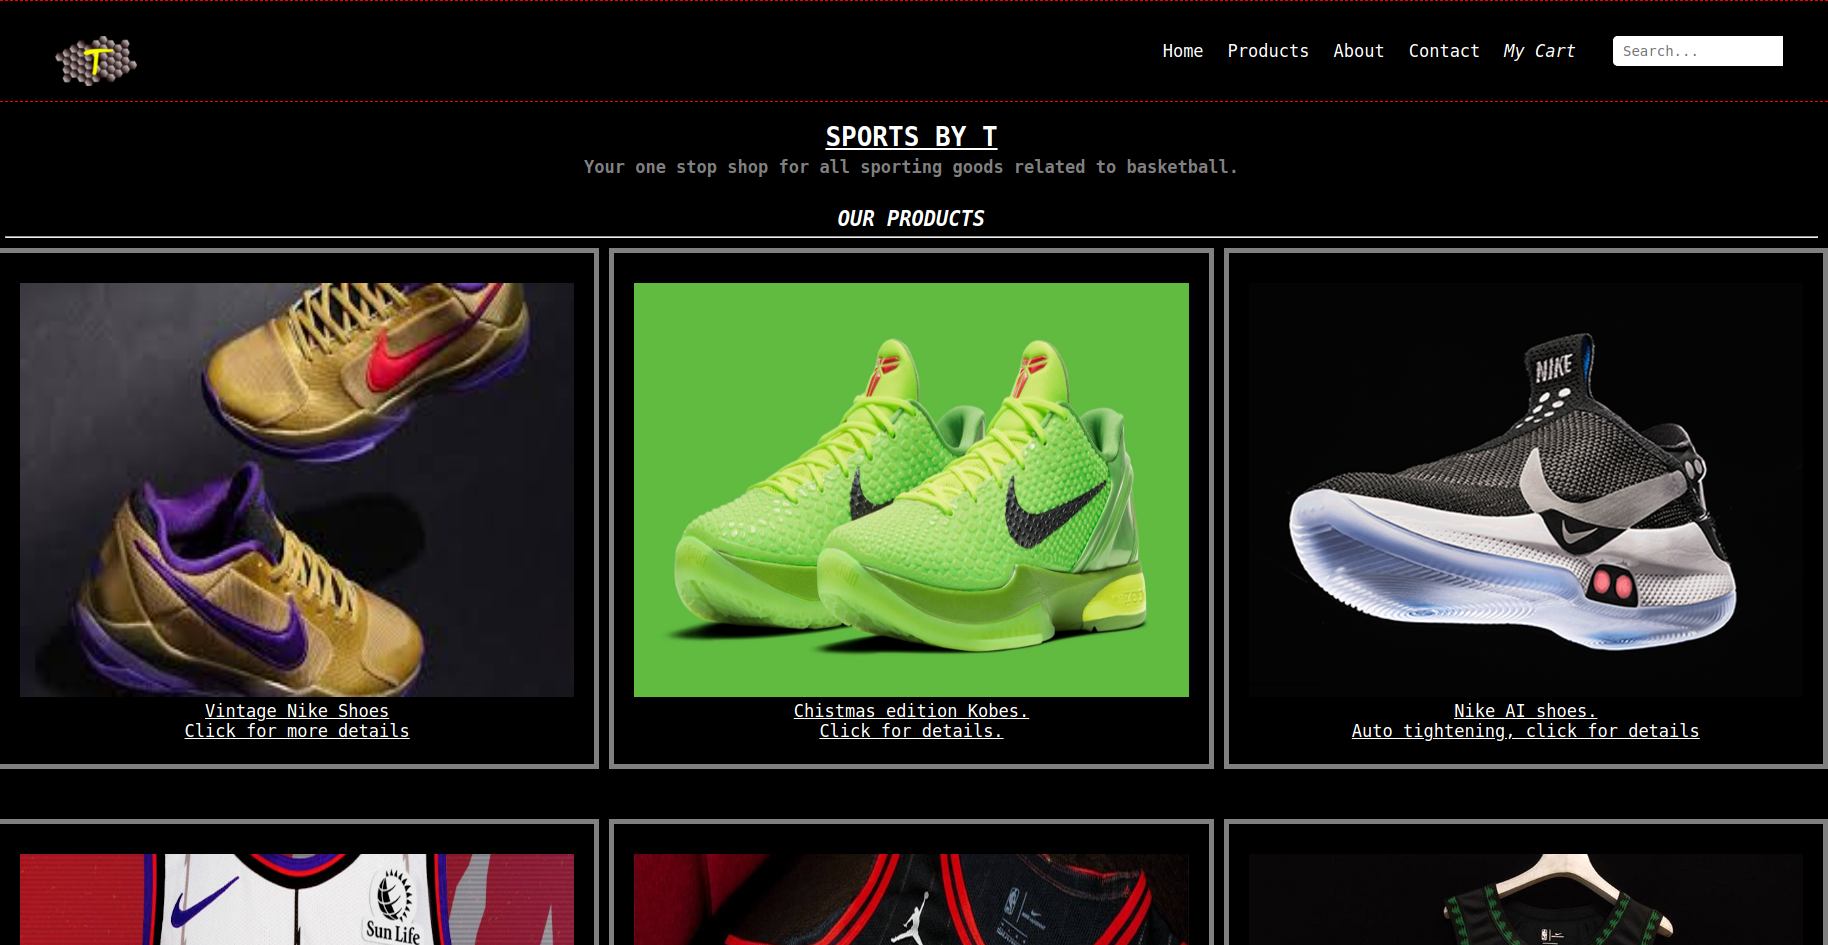 T
Home Products About Contact My Cart Search...
SPORTS BY T
Your one stop shop for all sporting goods related to basketball.
OUR PRODUCTS
NIKE
Vintage Nike Shoes
Click for more details
Chistmas edition Kobes.
Click for details.
Nike AI shoes.
Auto tightening, click for details
Sun Life